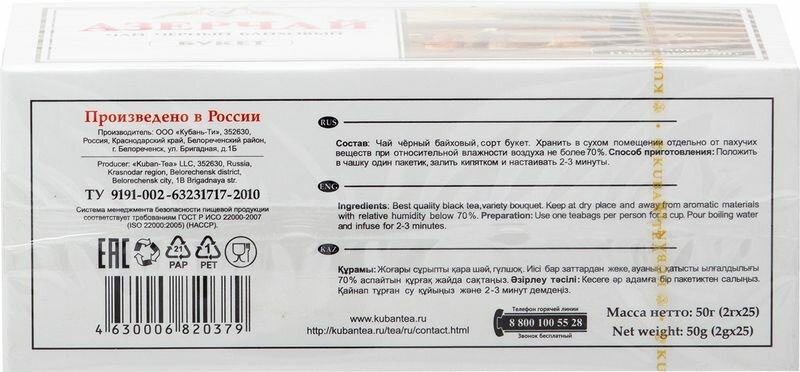 АЗЕРЧАЙ
ЧАЙ ЧЕРНЫЙ БАЙХОВЫЙ
БУКЕТ
Произведено в России
Производитель: ООО «Кубань-Ти», 352630,
Россия, Краснодарский край, Белореченский район,
г. Белореченск, ул. Бригадная, д.1Б
Producer: «Kuban-Tea» LLC, 352630, Russia,
Krasnodar region, Belorechensk district,
Belorechensk city, 1B Brigadnaya str.
ТУ 9191-002-63231717-2010
Система менеджмента безопасности пищевой продукции
соответствует требованиям ГОСТ Р ИСО 22000-2007
(ISO 22000:2005) (HACCP).
EAC
21
PAP
1
PET
4 630006 820379
RUS
Состав: Чай чёрный байховый, сорт букет. Хранить в сухом помещении отдельно от пахучих
веществ при относительной влажности воздуха не более 70%. Способ приготовления: Положить
в чашку один пакетик, залить кипятком и настаивать 2-3 минуты.
ENG
Ingredients: Best quality black tea, variety bouquet. Keep at dry place and away from aromatic materials
with relative humidity below 70%. Preparation: Use one teabags per person for a cup. Pour boiling water
and infuse for 2-3 minutes.
KAZ
Құрамы: Жоғары сұрыпты қара шәй, гүлшоқ. Иісі бар заттардан жеке, ауаның қатысты ылғалдылығы
70% аспайтын құрғақ жайда сақтаңыз. Әзірлеу тәсілі: Кесеге әр адамға бір пакетиктен салыңыз.
Қайнап тұрған су құйыңыз және 2-3 минут демдеңіз.
www.kubantea.ru
http://kubantea.ru/tea/ru/contact.html
Телефон горячей линии
8 800 100 55 28
Звонок бесплатный
Масса нетто: 50г (2гx25)
Net weight: 50g (2gx25)